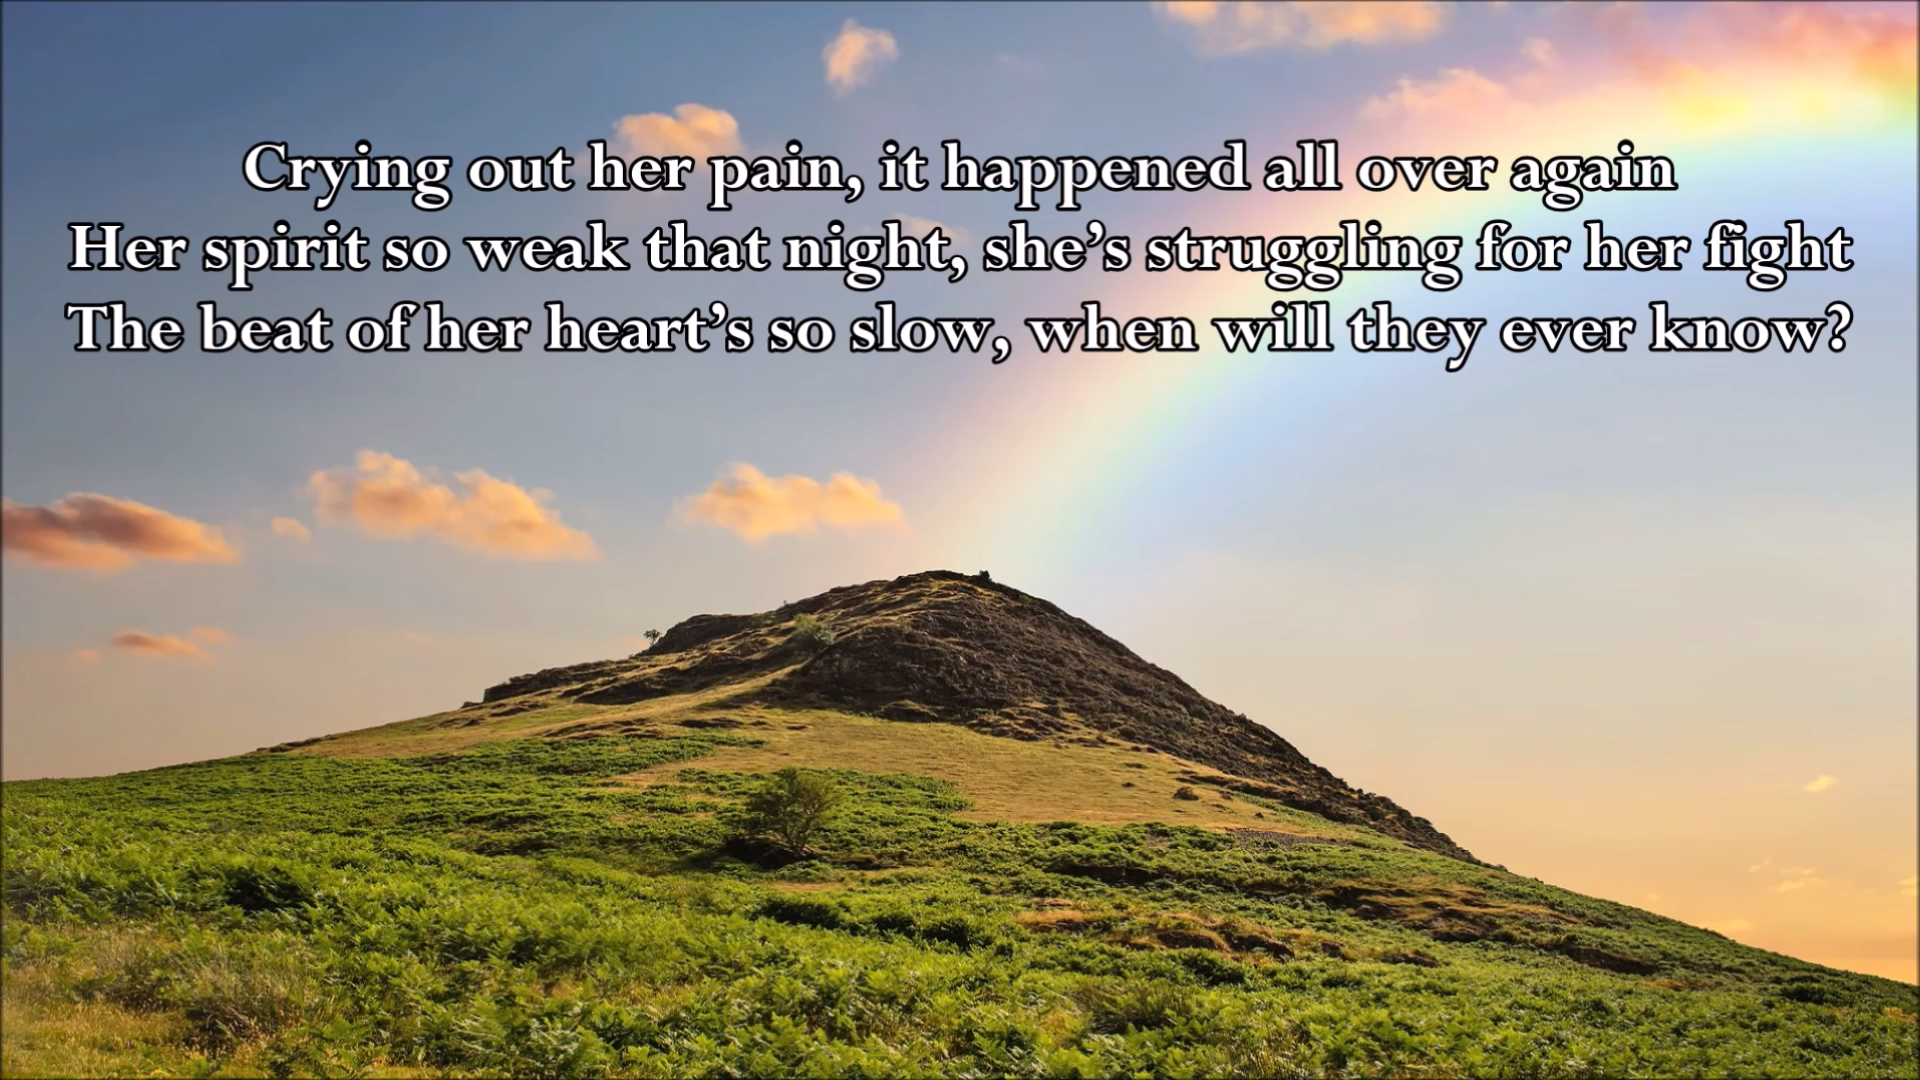 Crying out her pain, it happened all over again
Her spirit so weak that night, she’s struggling for her fight
The beat of her heart’s so slow, when will they ever know?